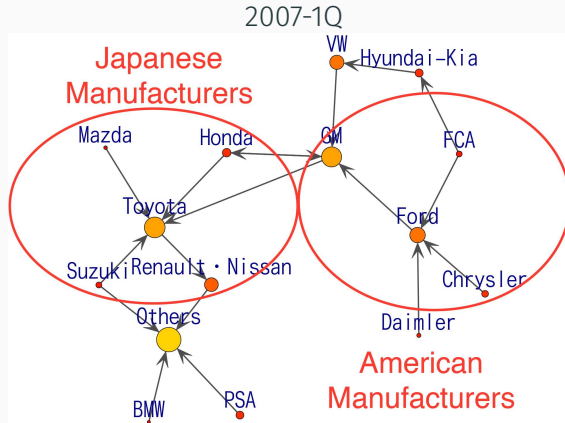 2007-1Q
VW
Hyundai-Kia
Japanese
Manufacturers
Mazda
Honda
GM
FCA
Toyota
Ford
Suzuki
Renault・Nissan
Chrysler
Others
Daimler
American
Manufacturers
BMW
PSA